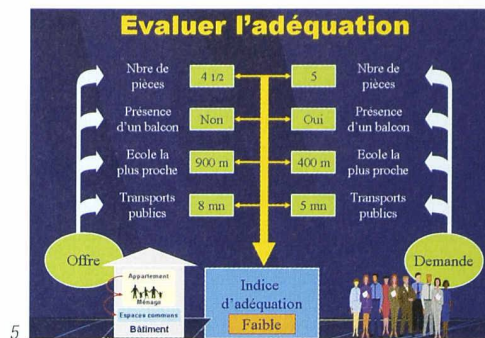 Evaluer l'adéquation
Nbre de
pièces
4 1/2
5
Nbre de
pièces
Présence
d'un balcon
Non
Oui
Présence
d'un balcon
Ecole la
plus proche
900 m
400 m
Ecole la
plus proche
Transports
publics
8 mn
5 mn
Transports
publics
Offre
Demande
Appartement
Ménage
Espaces communs
Bâtiment
Indice
d'adéquation
Faible
5